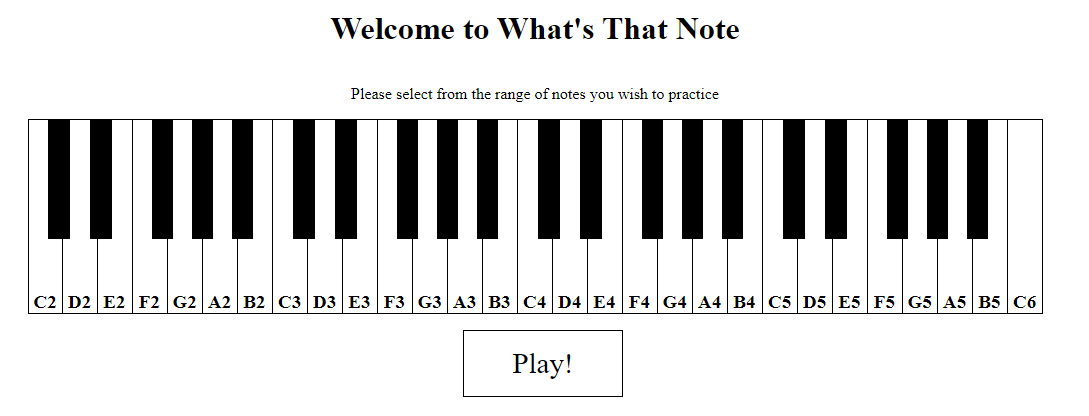 Welcome to What's That Note
Please select from the range of notes you wish to practice
C2 D2 E2 F2 G2 A2 B2 C3 D3 E3 F3 G3 A3 B3 C4 D4 E4 F4 G4 A4 B4 C5 D5 E5 F5 G5 A5 B5 C6
Play!